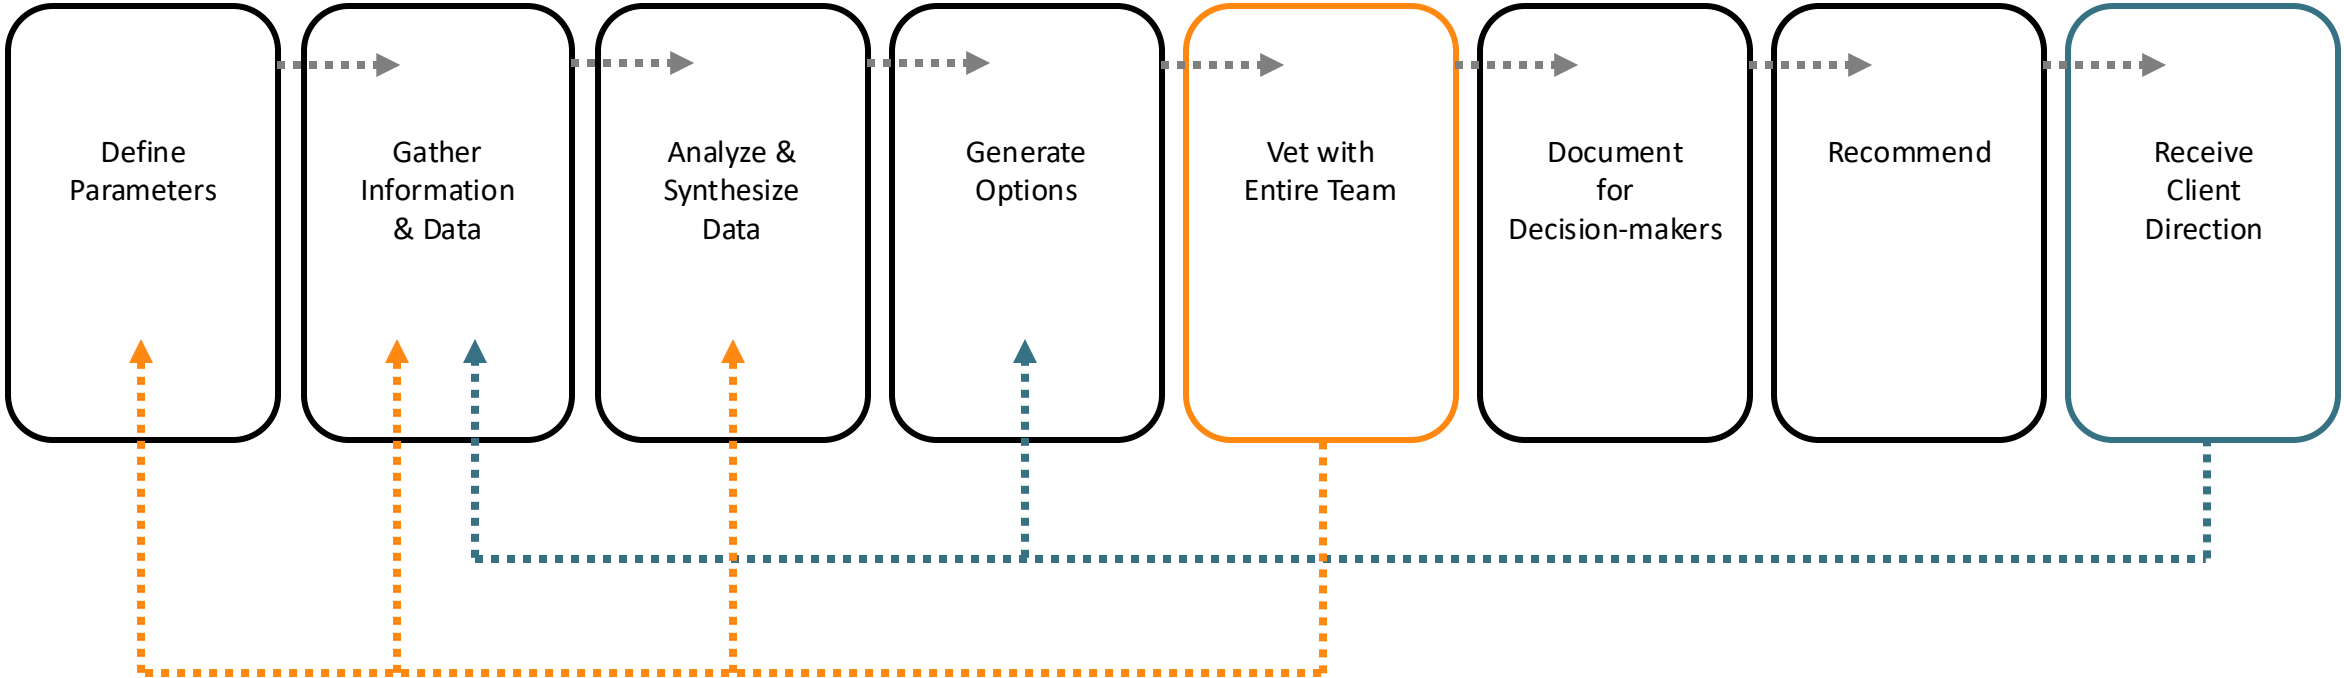 Define
Parameters
Gather
Information
& Data
Analyze &
Synthesize
Data
Generate
Options
Vet with
Entire Team
Document
for
Decision-makers
Recommend
Receive
Client
Direction